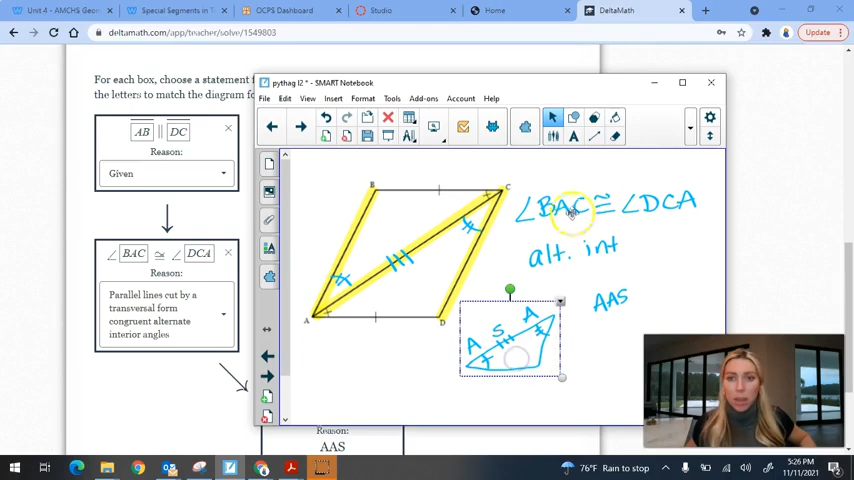 Unit 4 – AMCHS Geom
Special Segments in T
OCPS Dashboard
Studio
Home
DeltaMath
deltamath.com/app/teacher/solve/1549803
Update
For each box, choose a statement f
the letters to match the diagram fo
AB || DC
Reason:
Given
∠ BAC ≅ ∠ DCA
Reason:
Parallel lines cut by a
transversal form
congruent alternate
interior angles
Reason:
AAS
pythag l2 * - SMART Notebook
File Edit View Insert Format Tools Add-ons Account Help
B
C
A
D
∠BAC ≅ ∠DCA
alt. int
AAS
A S A
76°F Rain to stop
5:26 PM
11/11/2021